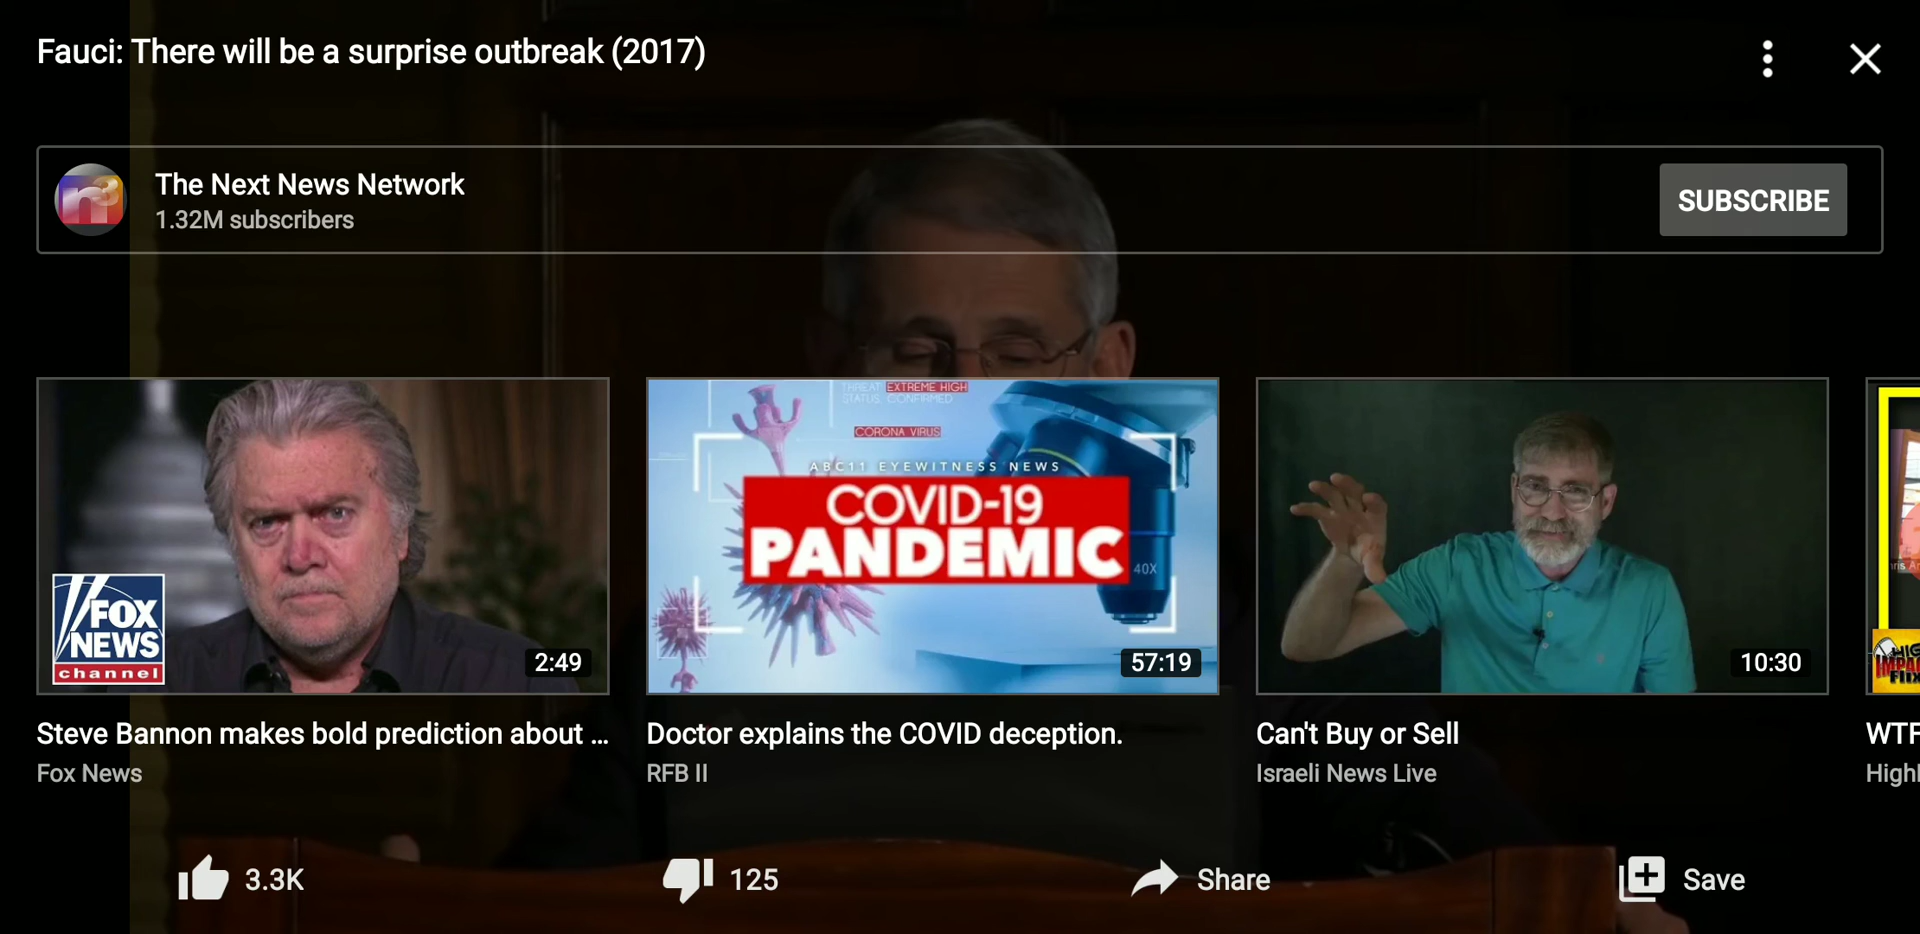 Fauci: There will be a surprise outbreak (2017)
The Next News Network
1.32M subscribers
SUBSCRIBE
FOX
NEWS
channel
2:49
THREAT: EXTREME HIGH
STATUS: CONFIRMED
CORONA VIRUS
ABC11 EYEWITNESS NEWS
COVID-19
PANDEMIC
40X
57:19
10:30
Steve Bannon makes bold prediction about ...
Fox News
Doctor explains the COVID deception.
RFB II
Can't Buy or Sell
Israeli News Live
WTF
High
3.3K
125
Share
Save